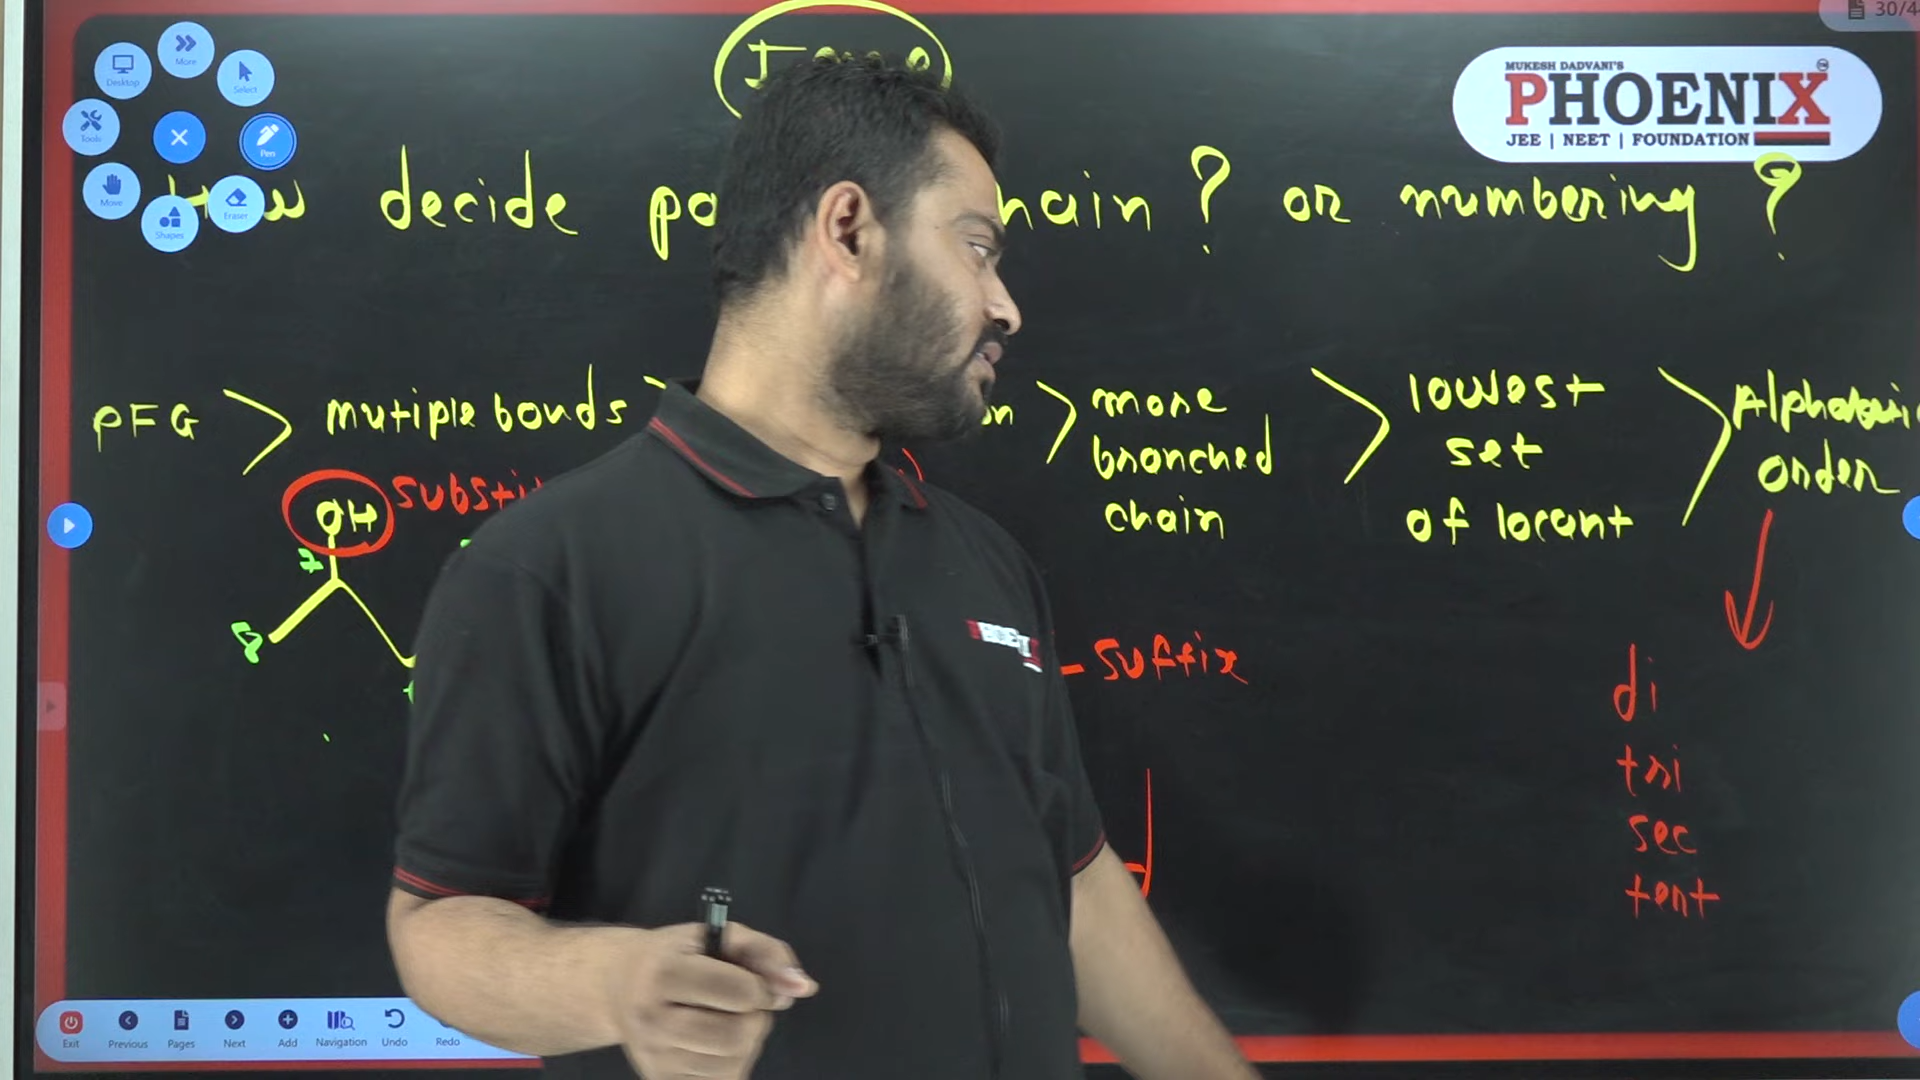 30/4
MUKESH DADVANI'S
PHOENIX
JEE | NEET | FOUNDATION
Desktop
More
Select
Tools
Pen
Move
Eraser
Shapes
decide
? or numbering ?
PFG > mutiple bonds > more branched chain > lowest set of locant > Alphabetic order
OH
7
8
- suffix
di
tri
sec
tert
Exit
Previous
Pages
Next
Add
Navigation
Undo
Redo